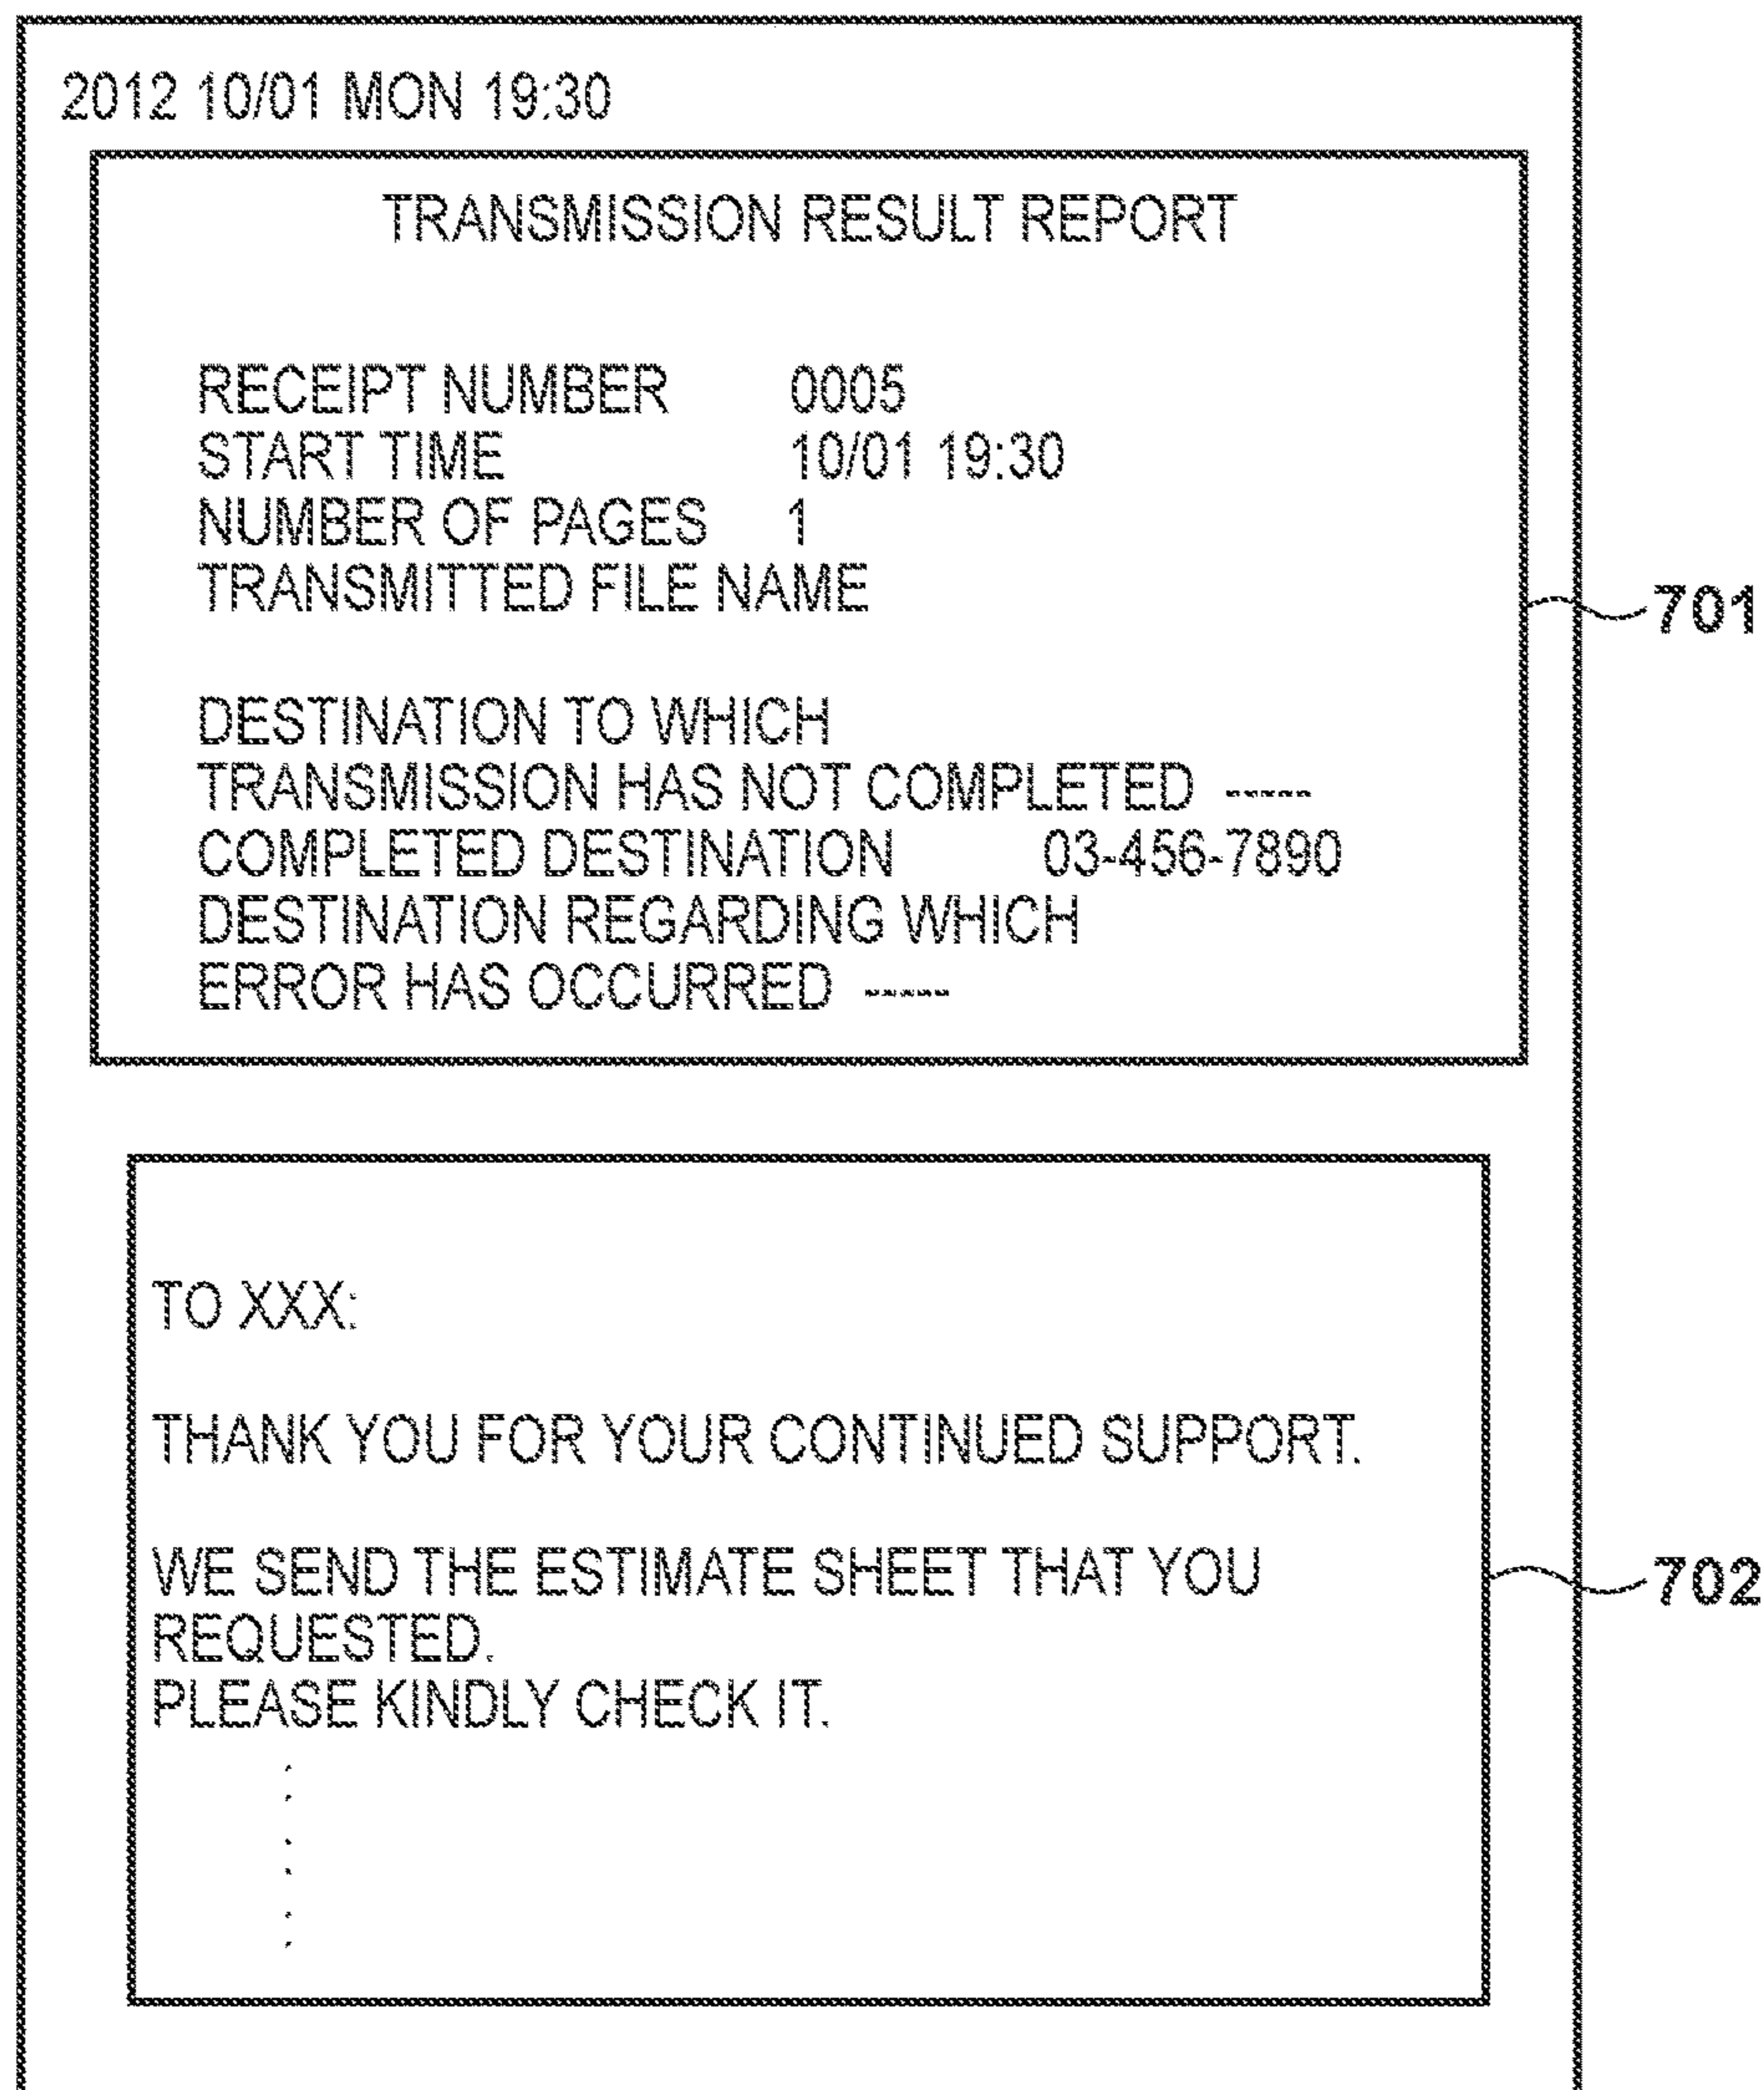 2012 10/01 MON 19:30
TRANSMISSION RESULT REPORT
RECEIPT NUMBER 0005
START TIME 10/01 19:30
NUMBER OF PAGES 1
TRANSMITTED FILE NAME
701
DESTINATION TO WHICH
TRANSMISSION HAS NOT COMPLETED -----
COMPLETED DESTINATION 03-456-7890
DESTINATION REGARDING WHICH
ERROR HAS OCCURRED -----
TO XXX:
THANK YOU FOR YOUR CONTINUED SUPPORT.
WE SEND THE ESTIMATE SHEET THAT YOU
702
REQUESTED.
PLEASE KINDLY CHECK IT.